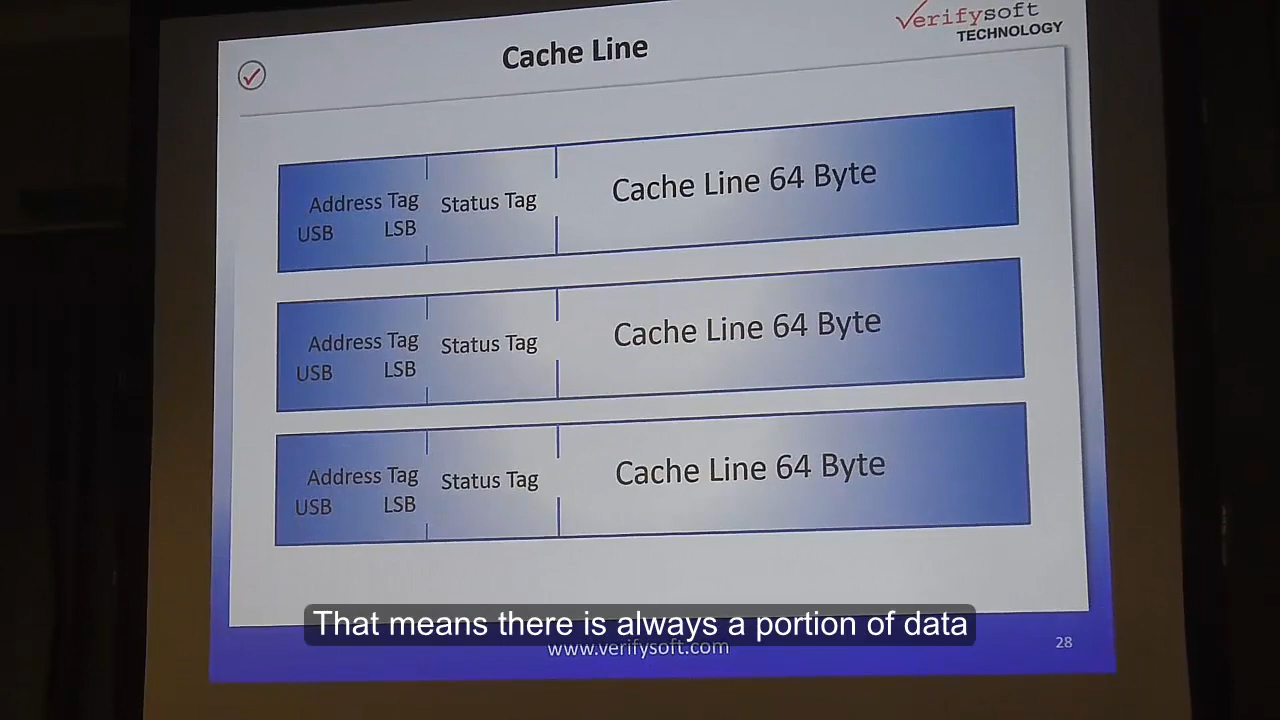 Verifysoft
TECHNOLOGY
Cache Line
Address Tag
USB LSB
Status Tag
Cache Line 64 Byte
Address Tag
USB LSB
Status Tag
Cache Line 64 Byte
Address Tag
USB LSB
Status Tag
Cache Line 64 Byte
That means there is always a portion of data
www.verifysoft.com
28